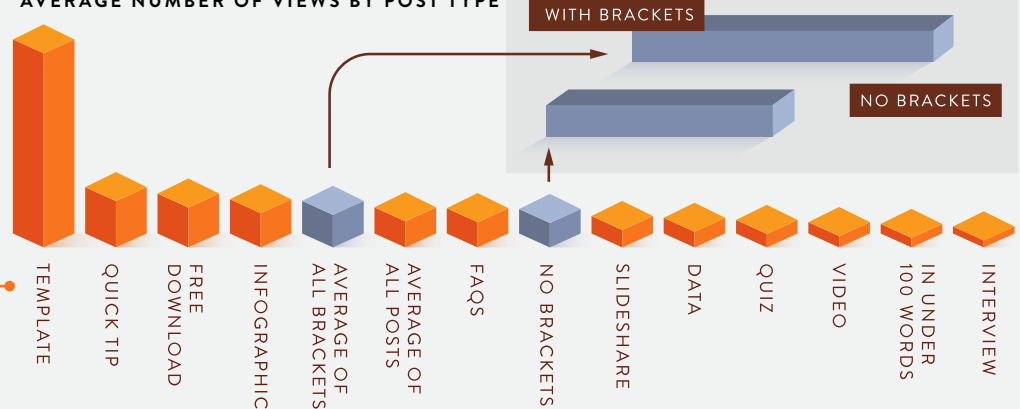 AVERAGE NUMBER OF VIEWS BY POST TYPE
WITH BRACKETS
NO BRACKETS
TEMPLATE
QUICK TIP
FREE
DOWNLOAD
INFOGRAPHIC
AVERAGE OF
ALL BRACKETS
AVERAGE OF
ALL POSTS
FAQS
NO BRACKETS
SLIDESHARE
DATA
QUIZ
VIDEO
IN UNDER
100 WORDS
INTERVIEW